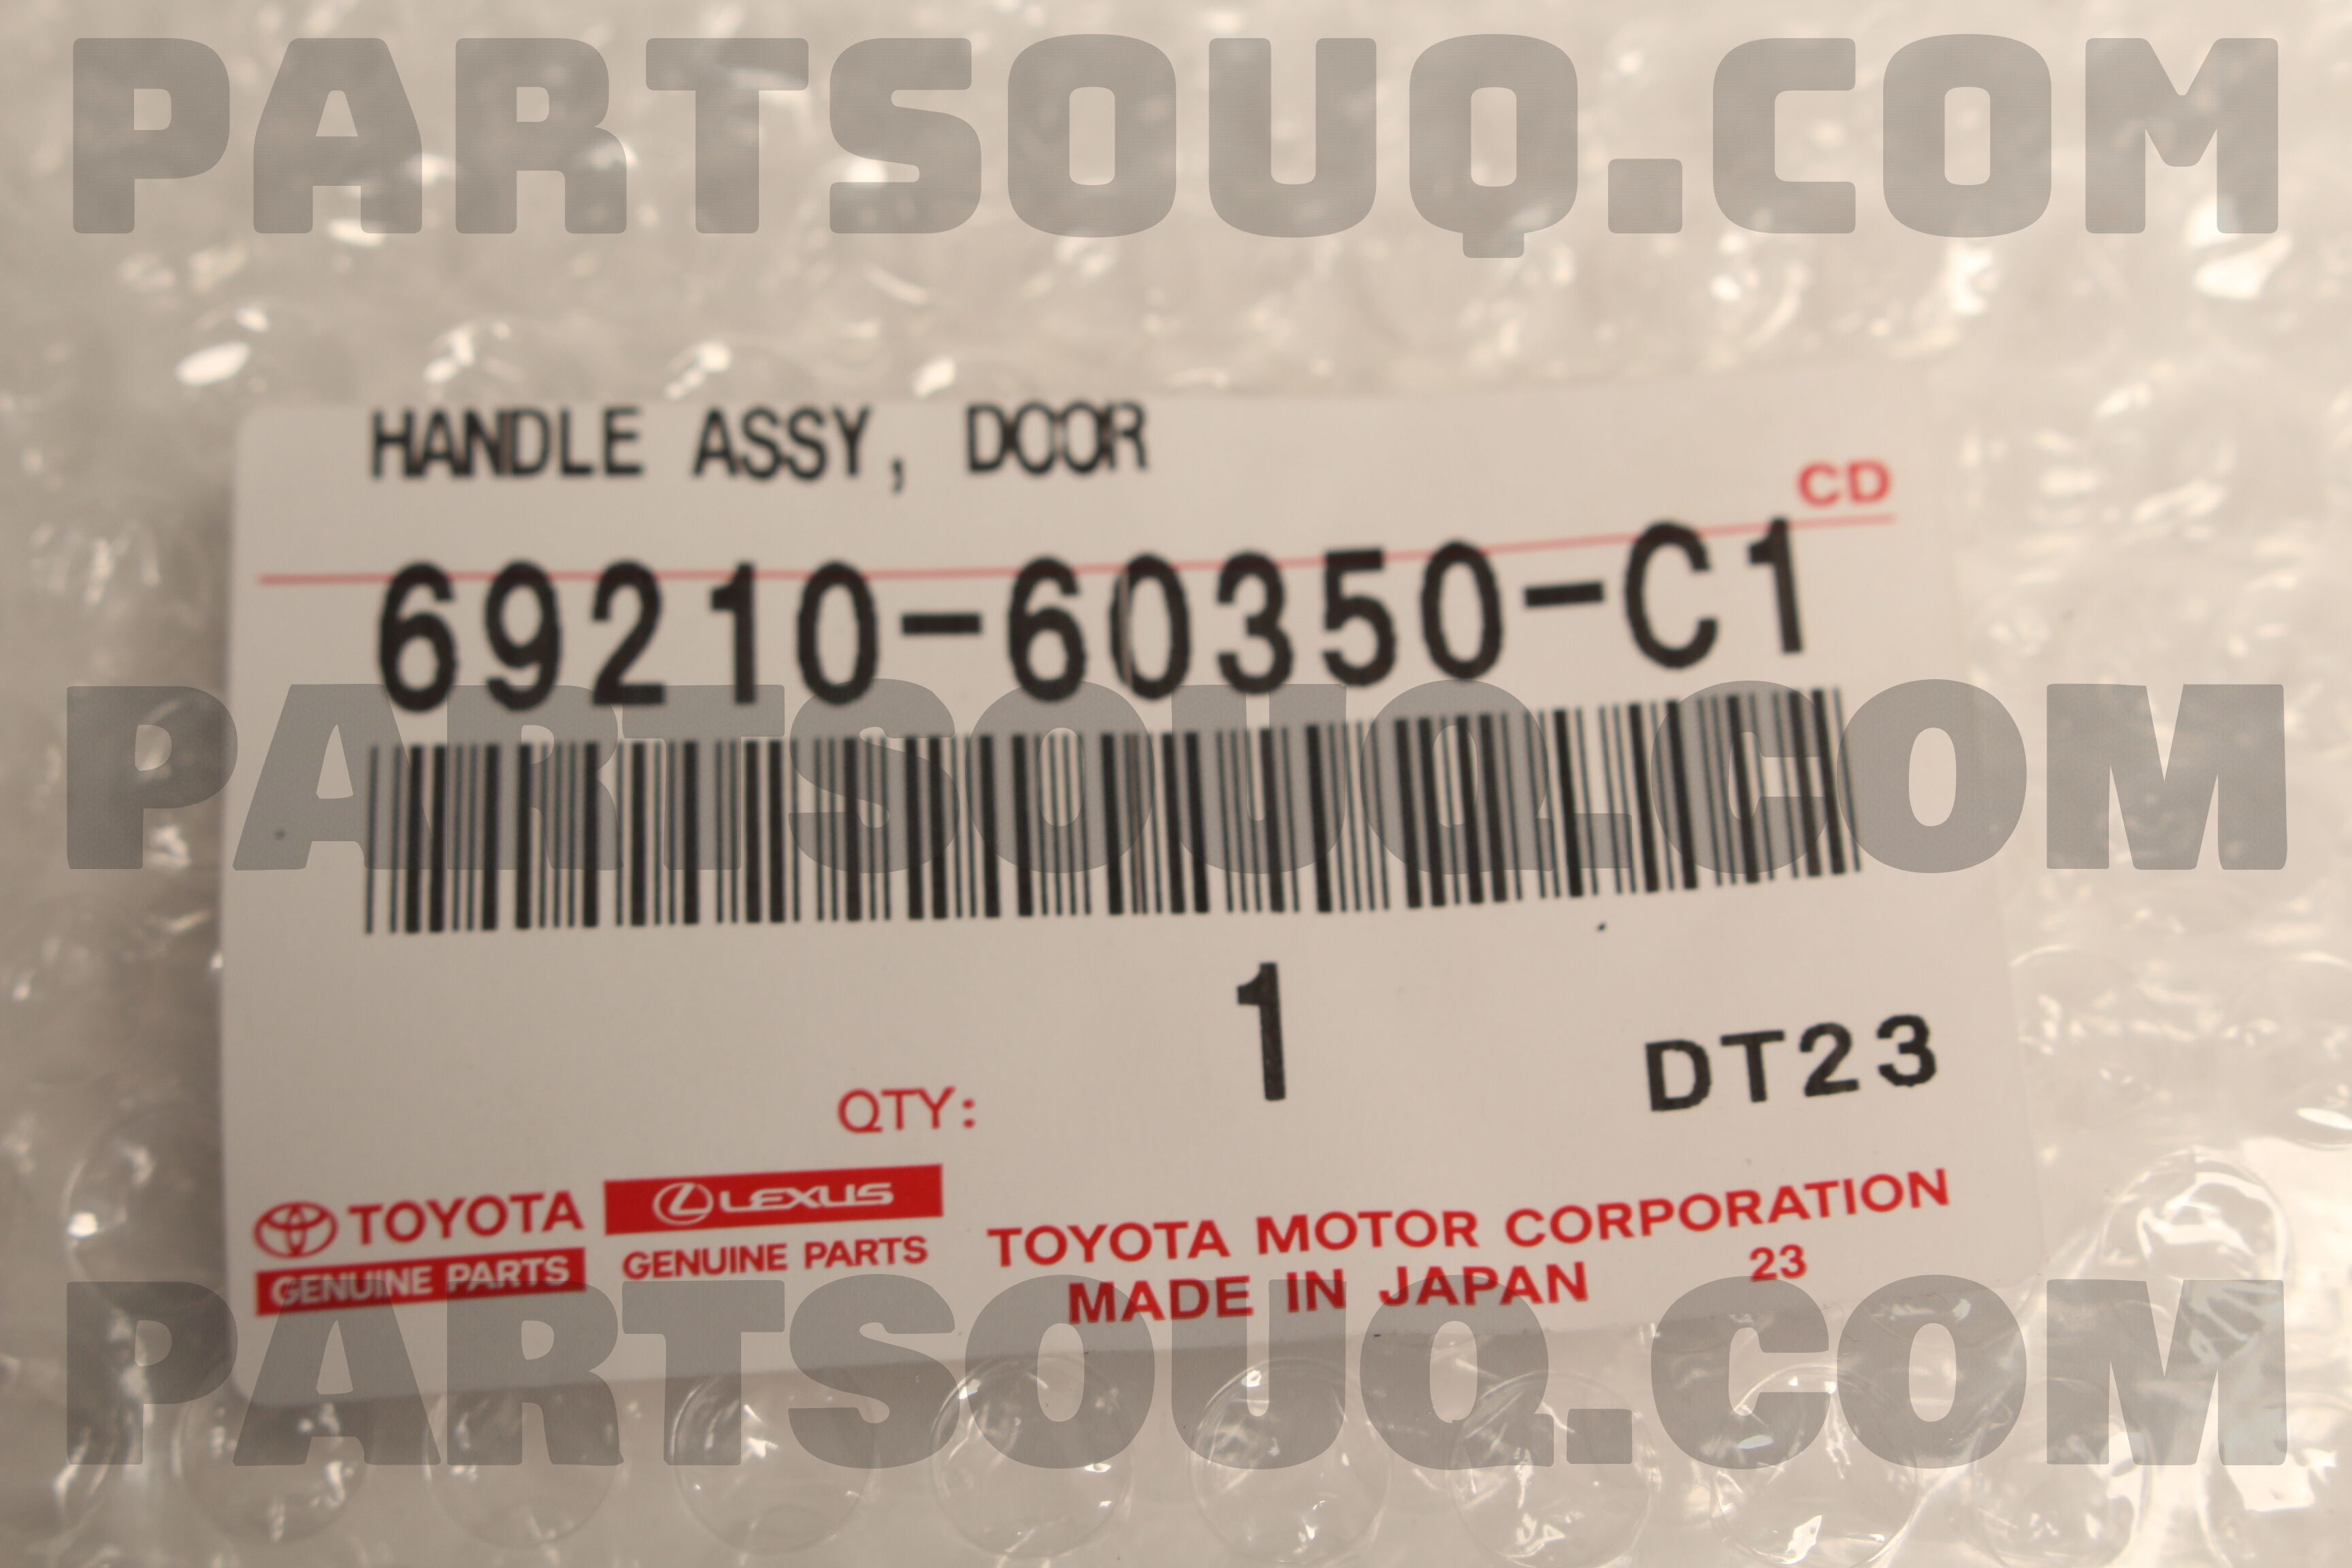 PARTSOUQ.COM
HANDLE ASSY, DOOR
CD
69210-60350-C1
PARTSOUQ.COM
1
QTY:
DT23
TOYOTA
GENUINE PARTS
LEXUS
GENUINE PARTS
TOYOTA MOTOR CORPORATION
MADE IN JAPAN 23
PARTSOUQ.COM